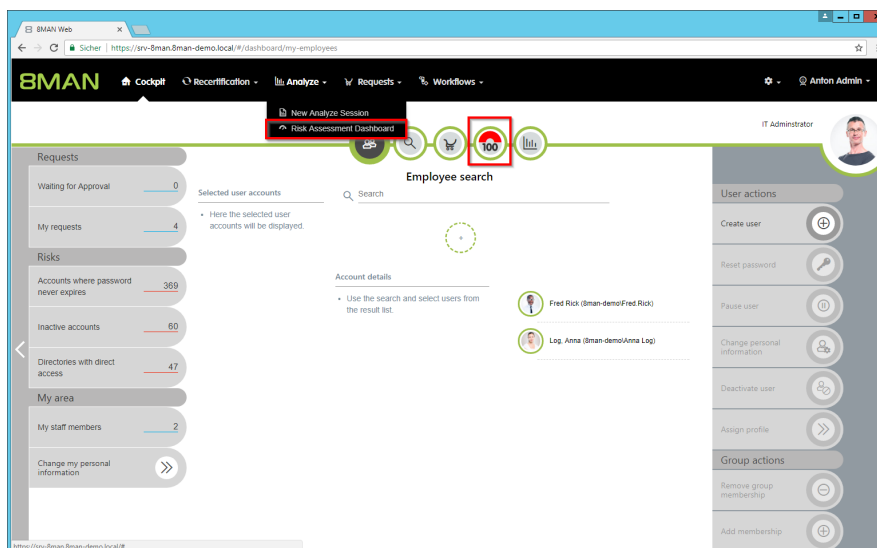 8MAN Web
Sicher | https://srv-8man.8man-demo.local/#/dashboard/my-employees
8MAN
Cockpit
Recertification
Analyze
Requests
Workflows
Anton Admin
New Analyze Session
Risk Assessment Dashboard
IT Adminstrator
100
Requests
Waiting for Approval 0
My requests 4
Risks
Accounts where password
never expires 369
Inactive accounts 60
Directories with direct
access 47
My area
My staff members 2
Change my personal
information
Selected user accounts
• Here the selected user
accounts will be displayed.
Employee search
Search
Account details
• Use the search and select users from
the result list.
Fred Rick (8man-demo\Fred.Rick)
Log, Anna (8man-demo\Anna Log)
User actions
Create user
Reset password
Pause user
Change personal
information
Deactivate user
Assign profile
Group actions
Remove group
membership
Add membership
https://srv-8man.8man-demo.local/#